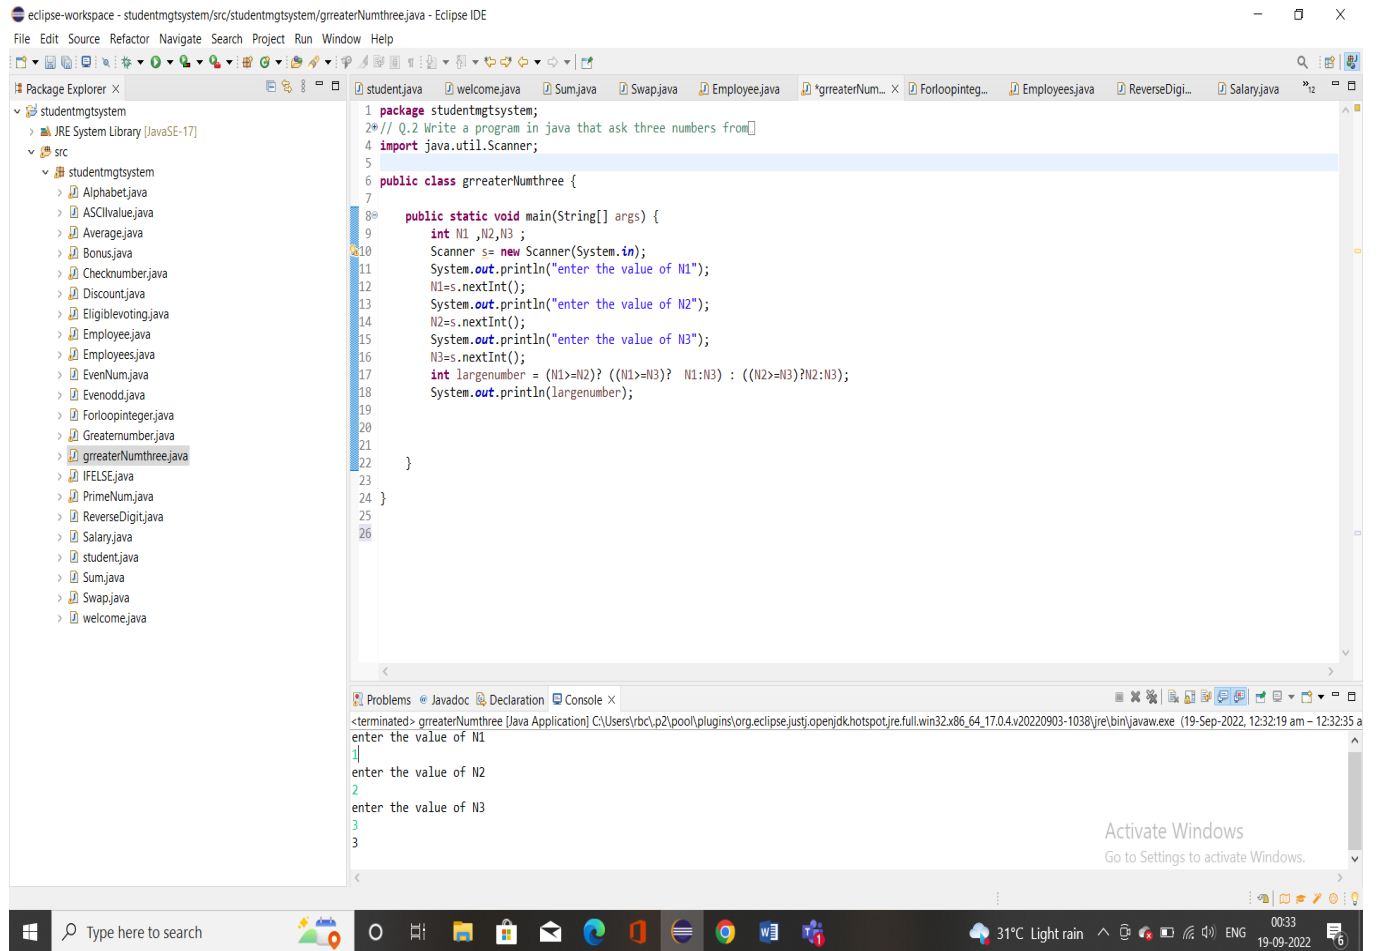 eclipse-workspace - studentmgtsystem/src/studentmgtsystem/grreaterNumthree.java - Eclipse IDE
File Edit Source Refactor Navigate Search Project Run Window Help
Package Explorer
student.java welcome.java Sum.java Swap.java Employee.java *grreaterNum... Forloopinteg... Employees.java ReverseDigi... Salary.java »12
studentmgtsystem
JRE System Library [JavaSE-17]
src
studentmgtsystem
Alphabet.java
ASCIIvalue.java
Average.java
Bonus.java
Checknumber.java
Discount.java
Eligiblevoting.java
Employee.java
Employees.java
EvenNum.java
Evenodd.java
Forloopinteger.java
Greaternumber.java
grreaterNumthree.java
IFELSE.java
PrimeNum.java
ReverseDigit.java
Salary.java
student.java
Sum.java
Swap.java
welcome.java
1 package studentmgtsystem;
2 // Q.2 Write a program in java that ask three numbers from
4 import java.util.Scanner;
5
6 public class grreaterNumthree {
7
8 public static void main(String[] args) {
9 int N1 ,N2,N3 ;
10 Scanner s= new Scanner(System.in);
11 System.out.println("enter the value of N1");
12 N1=s.nextInt();
13 System.out.println("enter the value of N2");
14 N2=s.nextInt();
15 System.out.println("enter the value of N3");
16 N3=s.nextInt();
17 int largenumber = (N1>=N2)? ((N1>=N3)? N1:N3) : ((N2>=N3)?N2:N3);
18 System.out.println(largenumber);
19
20
21
22 }
23
24 }
25
26
Problems Javadoc Declaration Console
<terminated> grreaterNumthree [Java Application] C:\Users\rbc\.p2\pool\plugins\org.eclipse.justj.openjdk.hotspot.jre.full.win32.x86_64_17.0.4.v20220903-1038\jre\bin\javaw.exe (19-Sep-2022, 12:32:19 am – 12:32:35 a
enter the value of N1
1
enter the value of N2
2
enter the value of N3
3
3
Activate Windows
Go to Settings to activate Windows.
Type here to search
31°C Light rain
ENG
00:33
19-09-2022
6